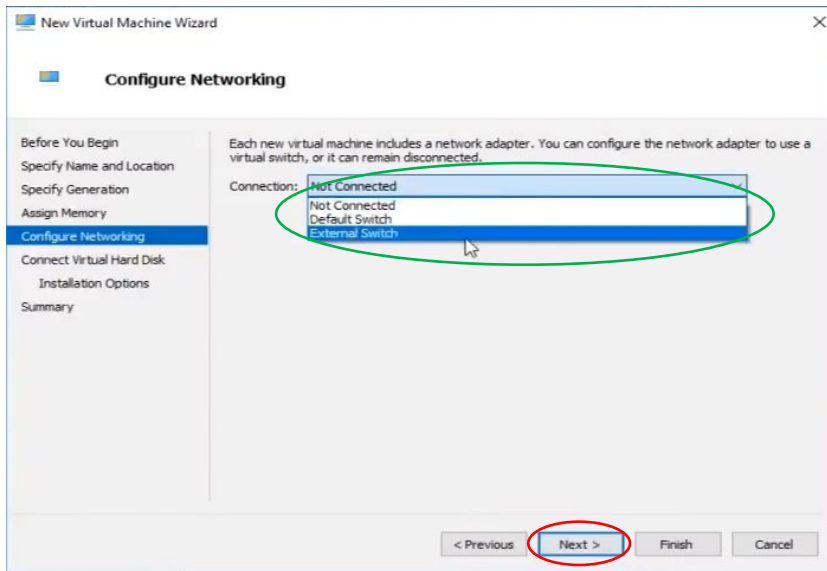 New Virtual Machine Wizard
Configure Networking
Before You Begin
Specify Name and Location
Specify Generation
Assign Memory
Configure Networking
Connect Virtual Hard Disk
Installation Options
Summary
Each new virtual machine includes a network adapter. You can configure the network adapter to use a
virtual switch, or it can remain disconnected.
Connection: Not Connected
Not Connected
Default Switch
External Switch
< Previous Next > Finish Cancel